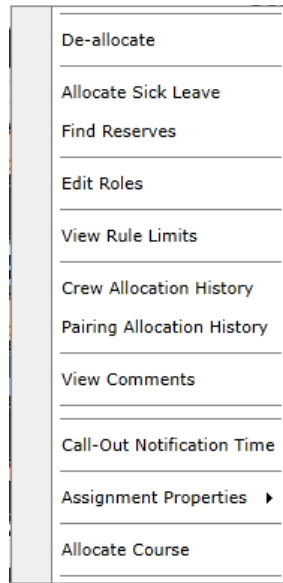 De-allocate
Allocate Sick Leave
Find Reserves
Edit Roles
View Rule Limits
Crew Allocation History
Pairing Allocation History
View Comments
Call-Out Notification Time
Assignment Properties
Allocate Course